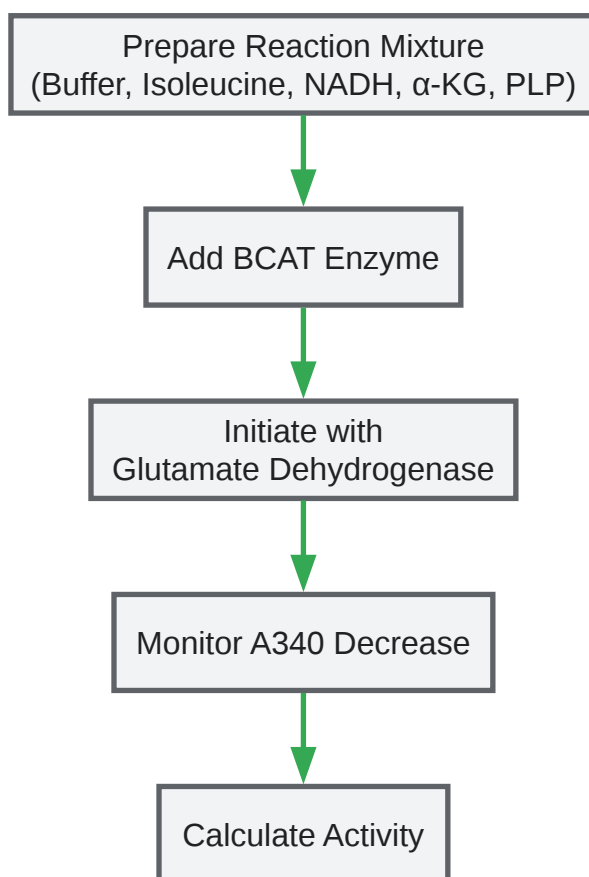 Prepare Reaction Mixture
(Buffer, Isoleucine, NADH, α-KG, PLP)
Add BCAT Enzyme
Initiate with
Glutamate Dehydrogenase
Monitor A340 Decrease
Calculate Activity